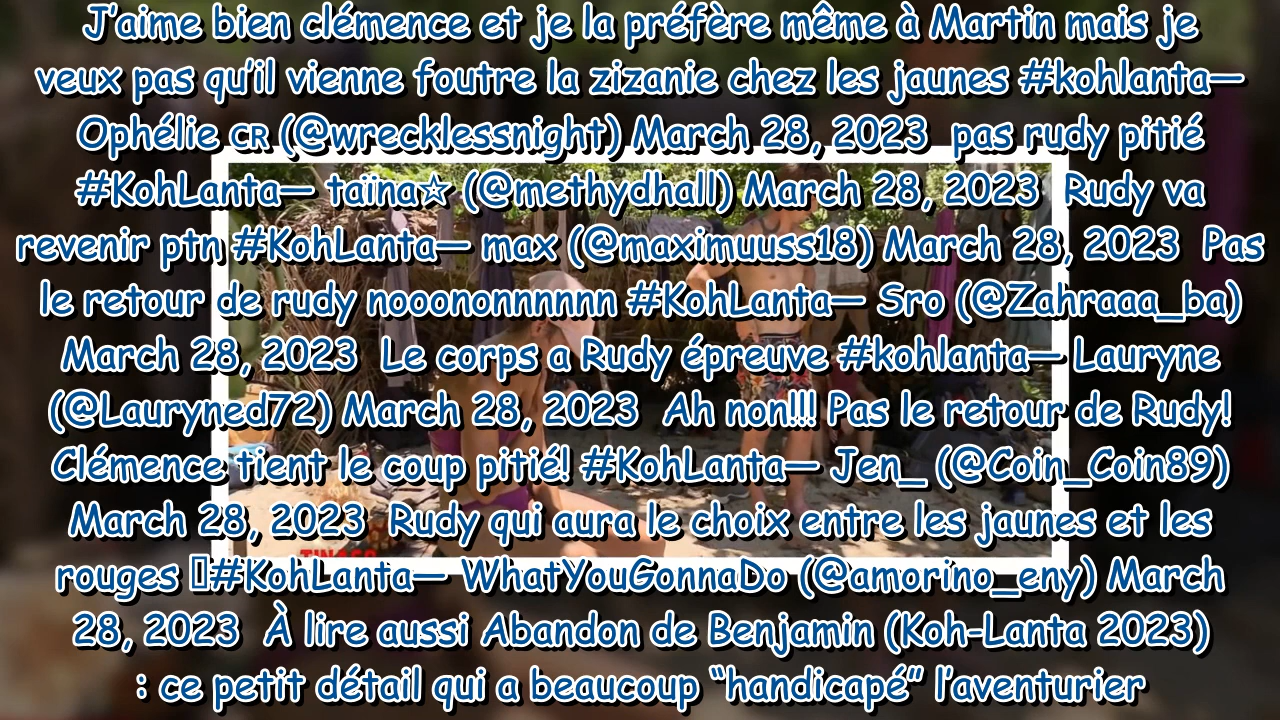 J’aime bien clémence et je la préfère même à Martin mais je
veux pas qu’il vienne foutre la zizanie chez les jaunes #kohlanta—
Ophélie ᴄʀ (@wrecklessnight) March 28, 2023  pas rudy pitié
#KohLanta— taïna☆ (@methydhall) March 28, 2023  Rudy va
revenir ptn #KohLanta— max (@maximuuss18) March 28, 2023  Pas
le retour de rudy nooononnnnnn #KohLanta— Sro (@Zahraaa_ba)
March 28, 2023  Le corps a Rudy épreuve #kohlanta— Lauryne
(@Lauryned72) March 28, 2023  Ah non!!! Pas le retour de Rudy!
Clémence tient le coup pitié! #KohLanta— Jen_ (@Coin_Coin89)
March 28, 2023  Rudy qui aura le choix entre les jaunes et les
rouges #KohLanta— WhatYouGonnaDo (@amorino_eny) March
28, 2023  À lire aussi Abandon de Benjamin (Koh-Lanta 2023)
: ce petit détail qui a beaucoup “handicapé” l’aventurier